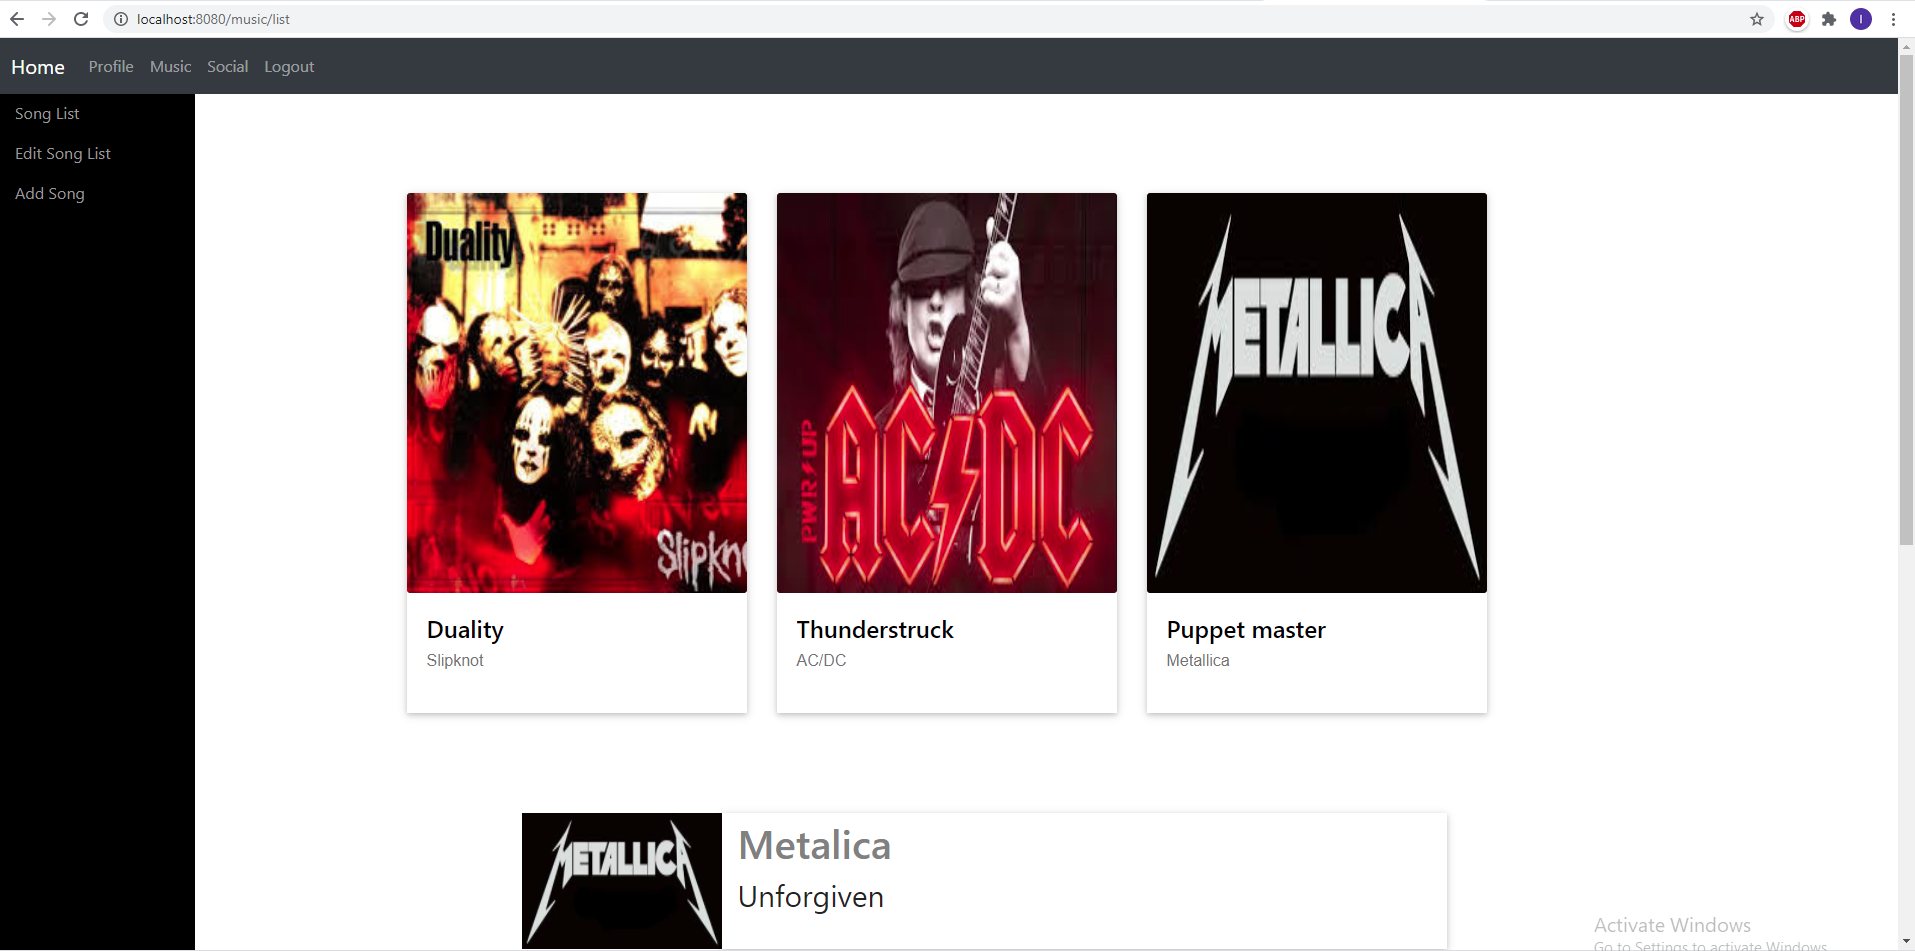 localhost:8080/music/list
ABP
I
Home Profile Music Social Logout
Song List
Edit Song List
Add Song
Duality
Slipkno
PWR UP
AC DC
METALLICA
Duality
Slipknot
Thunderstruck
AC/DC
Puppet master
Metallica
METALLICA
Metalica
Unforgiven
Activate Windows
Go to Settings to activate Windows.